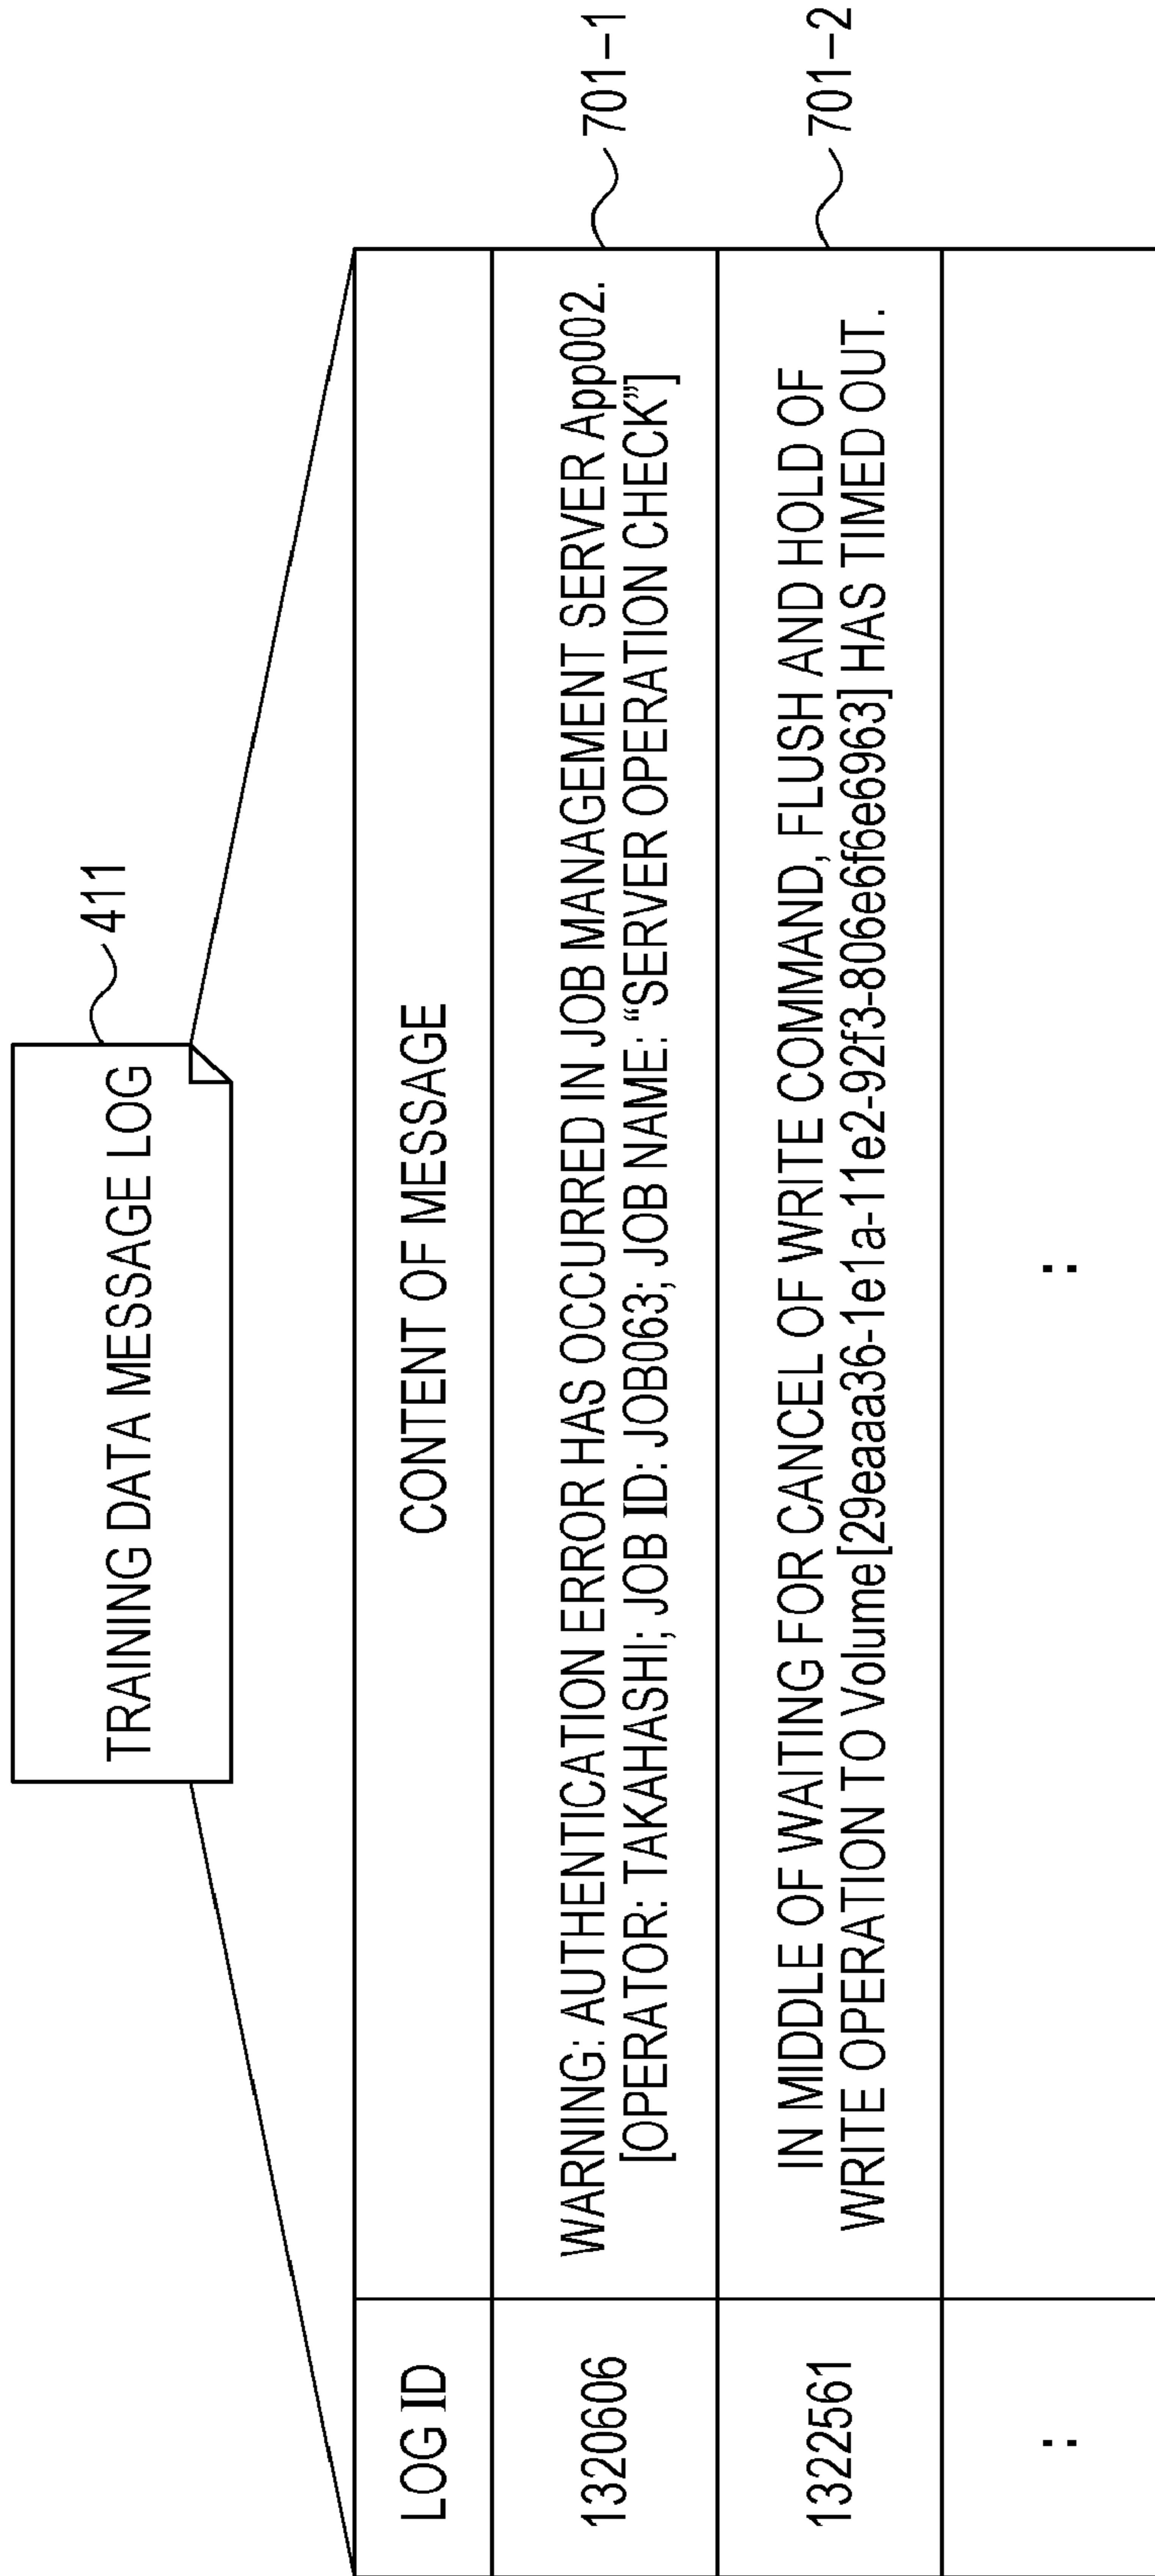 TRAINING DATA MESSAGE LOG
411
LOG ID
CONTENT OF MESSAGE
1320606
WARNING: AUTHENTICATION ERROR HAS OCCURRED IN JOB MANAGEMENT SERVER App002.
[OPERATOR: TAKAHASHI; JOB ID: JOB063; JOB NAME: “SERVER OPERATION CHECK”]
701-1
1322561
IN MIDDLE OF WAITING FOR CANCEL OF WRITE COMMAND, FLUSH AND HOLD OF
WRITE OPERATION TO Volume[29eaaa36-1e1a-11e2-92f3-806e6f6e6963] HAS TIMED OUT.
701-2
:
: